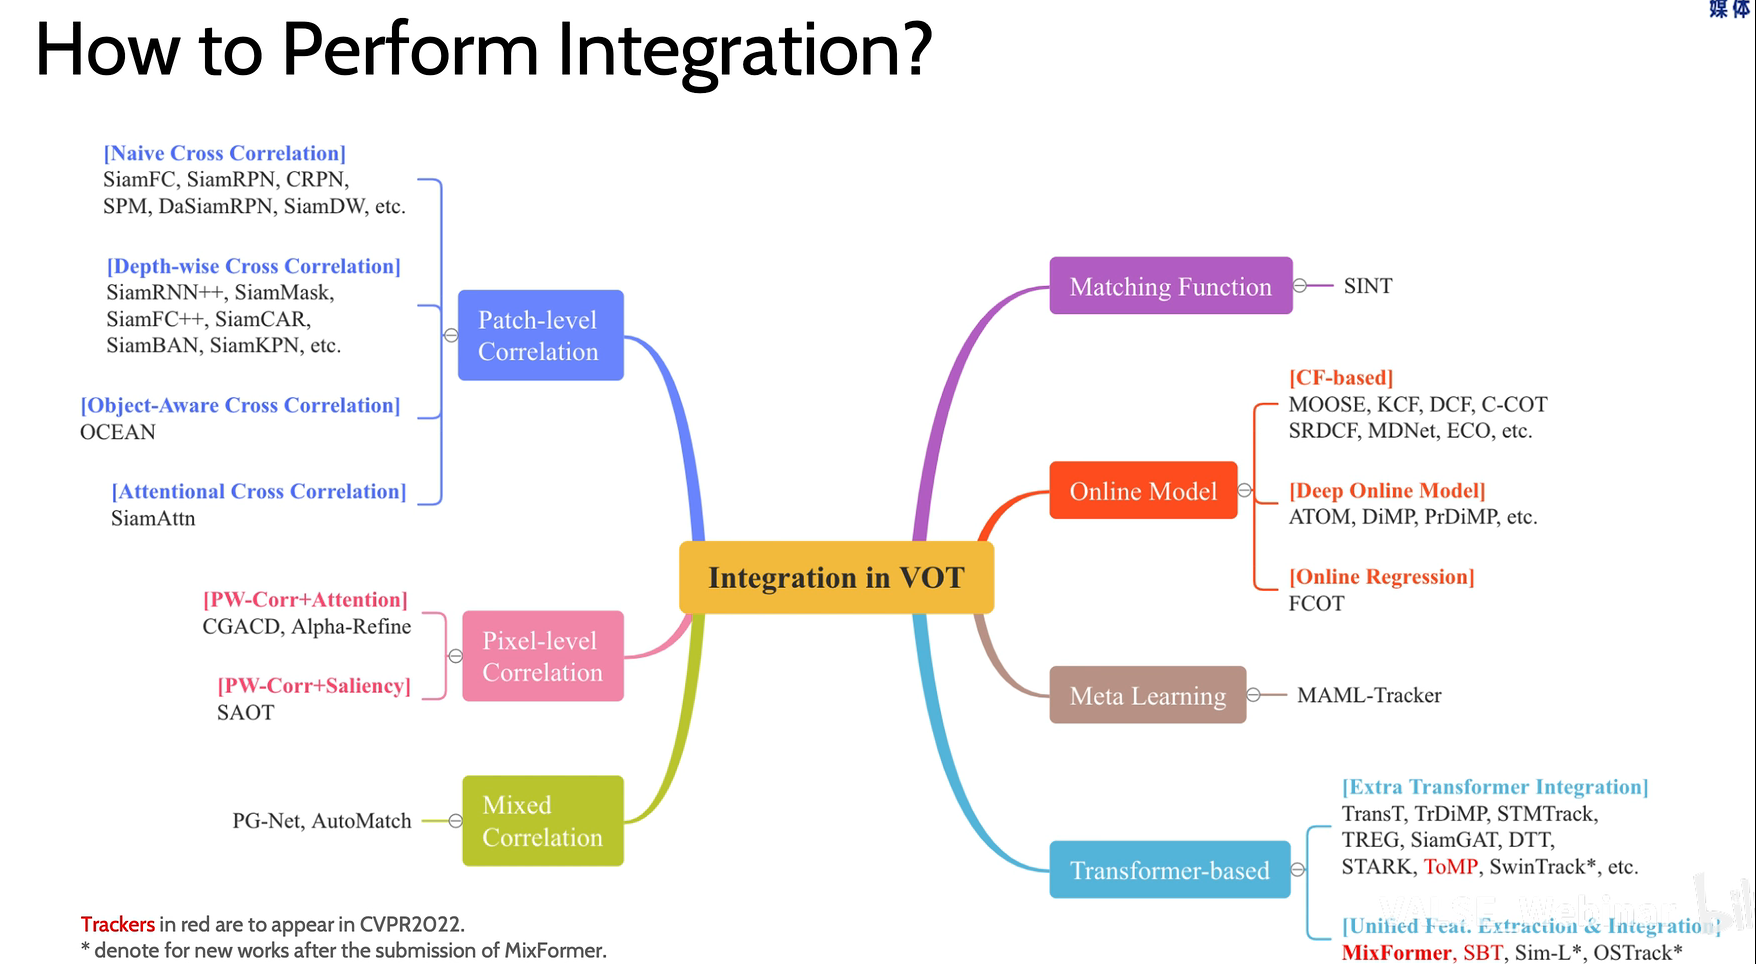 媒体
How to Perform Integration?
[Naive Cross Correlation]
SiamFC, SiamRPN, CRPN,
SPM, DaSiamRPN, SiamDW, etc.
[Depth-wise Cross Correlation]
SiamRNN++, SiamMask,
SiamFC++, SiamCAR,
SiamBAN, SiamKPN, etc.
[Object-Aware Cross Correlation]
OCEAN
[Attentional Cross Correlation]
SiamAttn
Patch-level
Correlation
[PW-Corr+Attention]
CGACD, Alpha-Refine
[PW-Corr+Saliency]
SAOT
Pixel-level
Correlation
PG-Net, AutoMatch
Mixed
Correlation
Integration in VOT
Matching Function
SINT
Online Model
[CF-based]
MOOSE, KCF, DCF, C-COT
SRDCF, MDNet, ECO, etc.
[Deep Online Model]
ATOM, DiMP, PrDiMP, etc.
[Online Regression]
FCOT
Meta Learning
MAML-Tracker
Transformer-based
[Extra Transformer Integration]
TransT, TrDiMP, STMTrack,
TREG, SiamGAT, DTT,
STARK, ToMP, SwinTrack*, etc.
[Unified Feat. Extraction & Integration]
MixFormer, SBT, Sim-L*, OSTrack*
VALSE_Webinar
Trackers in red are to appear in CVPR2022.
* denote for new works after the submission of MixFormer.